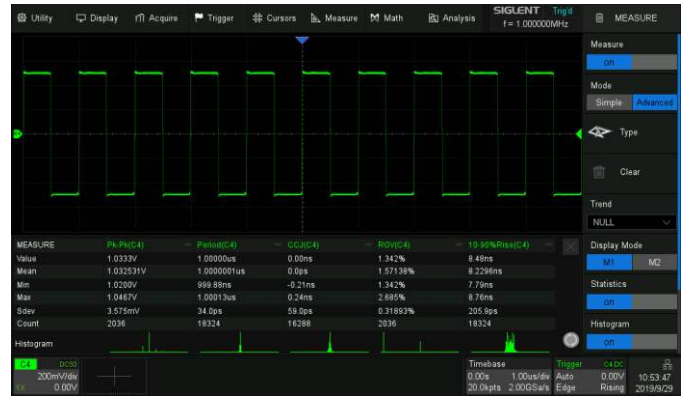 Utility Display Acquire Trigger Cursors Measure Math Analysis SIGLENT Trig'd MEASURE
f = 1.000000MHz
Measure
on
Mode
Simple Advanced
Type
Clear
Trend
NULL
MEASURE Pk-Pk(C4) Period(C4) CCJ(C4) ROV(C4) 10-90%Rise(C4) Display Mode
Value 1.0333V 1.00000us 0.00ns 1.342% 8.48ns M1 M2
Mean 1.032531V 1.0000001us 0.0ps 1.57138% 8.2296ns
Min 1.0200V 999.88ns -0.21ns 1.342% 7.79ns Statistics
Max 1.0467V 1.00013us 0.24ns 2.685% 8.76ns on
Sdev 3.575mV 34.0ps 59.0ps 0.31893% 205.9ps
Count 2036 18324 16288 2036 18324 Histogram
Histogram on
C4 DC50 Timebase Trigger C4 DC
200mV/div 0.00s 1.00us/div Auto 0.00V 10:53:47
1X 0.00V 20.0kpts 2.00GSa/s Edge Rising 2019/9/29